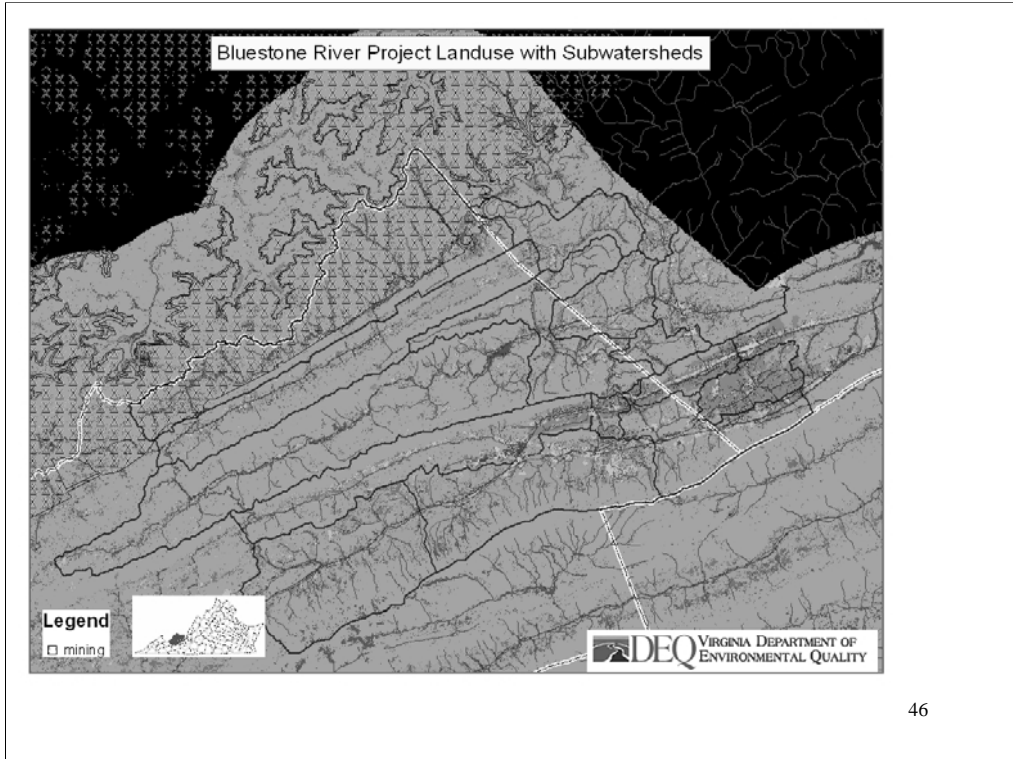 Bluestone River Project Landuse with Subwatersheds
Legend
mining
DEQ VIRGINIA DEPARTMENT OF
ENVIRONMENTAL QUALITY
46